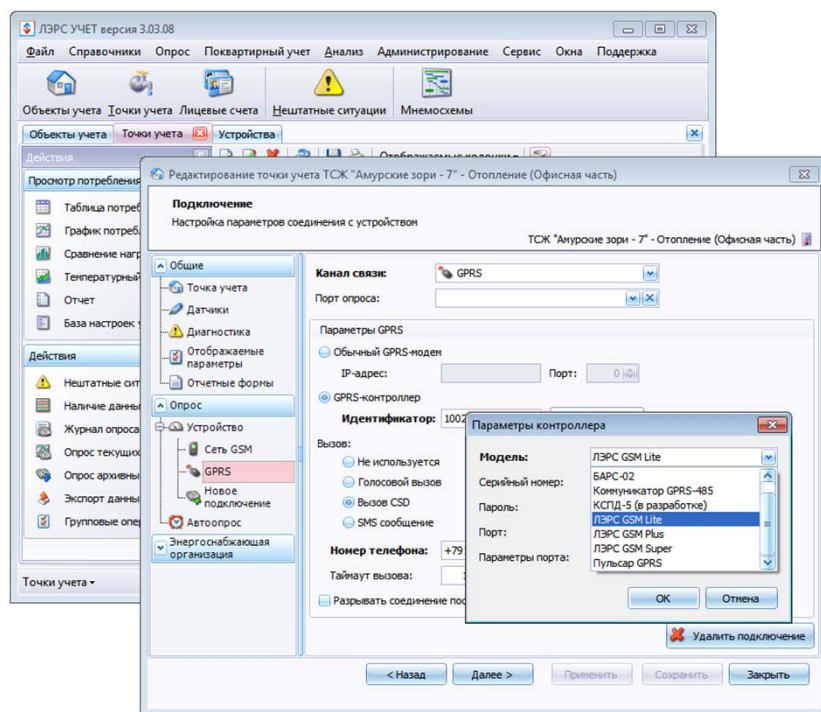 ЛЭРС УЧЕТ версия 3.03.08
Файл Справочники Опрос Поквартирный учет Анализ Администрирование Сервис Окна Поддержка
Объекты учета Точки учета Лицевые счета Нештатные ситуации Мнемосхемы
Объекты учета Точки учета Устройства
Действия
Отображаемые колонки
Просмотр потребления
Таблица потреб
График потреб
Сравнение нагр
Температурный
Отчет
База настроек
Действия
Нештатные сит
Наличие данны
Журнал опроса
Опрос текущих
Опрос архивны
Экспорт данны
Групповые опе
Точки учета
Редактирование точки учета ТСЖ "Амурские зори - 7" - Отопление (Офисная часть)
Подключение
Настройка параметров соединения с устройством
ТСЖ "Амурские зори - 7" - Отопление (Офисная часть)
Общие
Точка учета
Датчики
Диагностика
Отображаемые
параметры
Отчетные формы
Опрос
Устройство
Сеть GSM
GPRS
Новое
подключение
Автоопрос
Энергоснабжающая
организация
Канал связи: GPRS
Порт опроса:
Параметры GPRS
Обычный GPRS-модем
IP-адрес: Порт: 0
GPRS-контроллер
Идентификатор: 1002
Вызов:
Не используется
Голосовой вызов
Вызов CSD
SMS сообщение
Номер телефона: +79
Таймаут вызова:
Разрывать соединение пос
Удалить подключение
< Назад Далее > Применить Сохранить Закрыть
Параметры контроллера
Модель: ЛЭРС GSM Lite
Серийный номер:
Пароль:
Порт:
Параметры порта:
БАРС-02
Коммуникатор GPRS-485
КСПД-5 (в разработке)
ЛЭРС GSM Lite
ЛЭРС GSM Plus
ЛЭРС GSM Super
Пульсар GPRS
OK Отмена